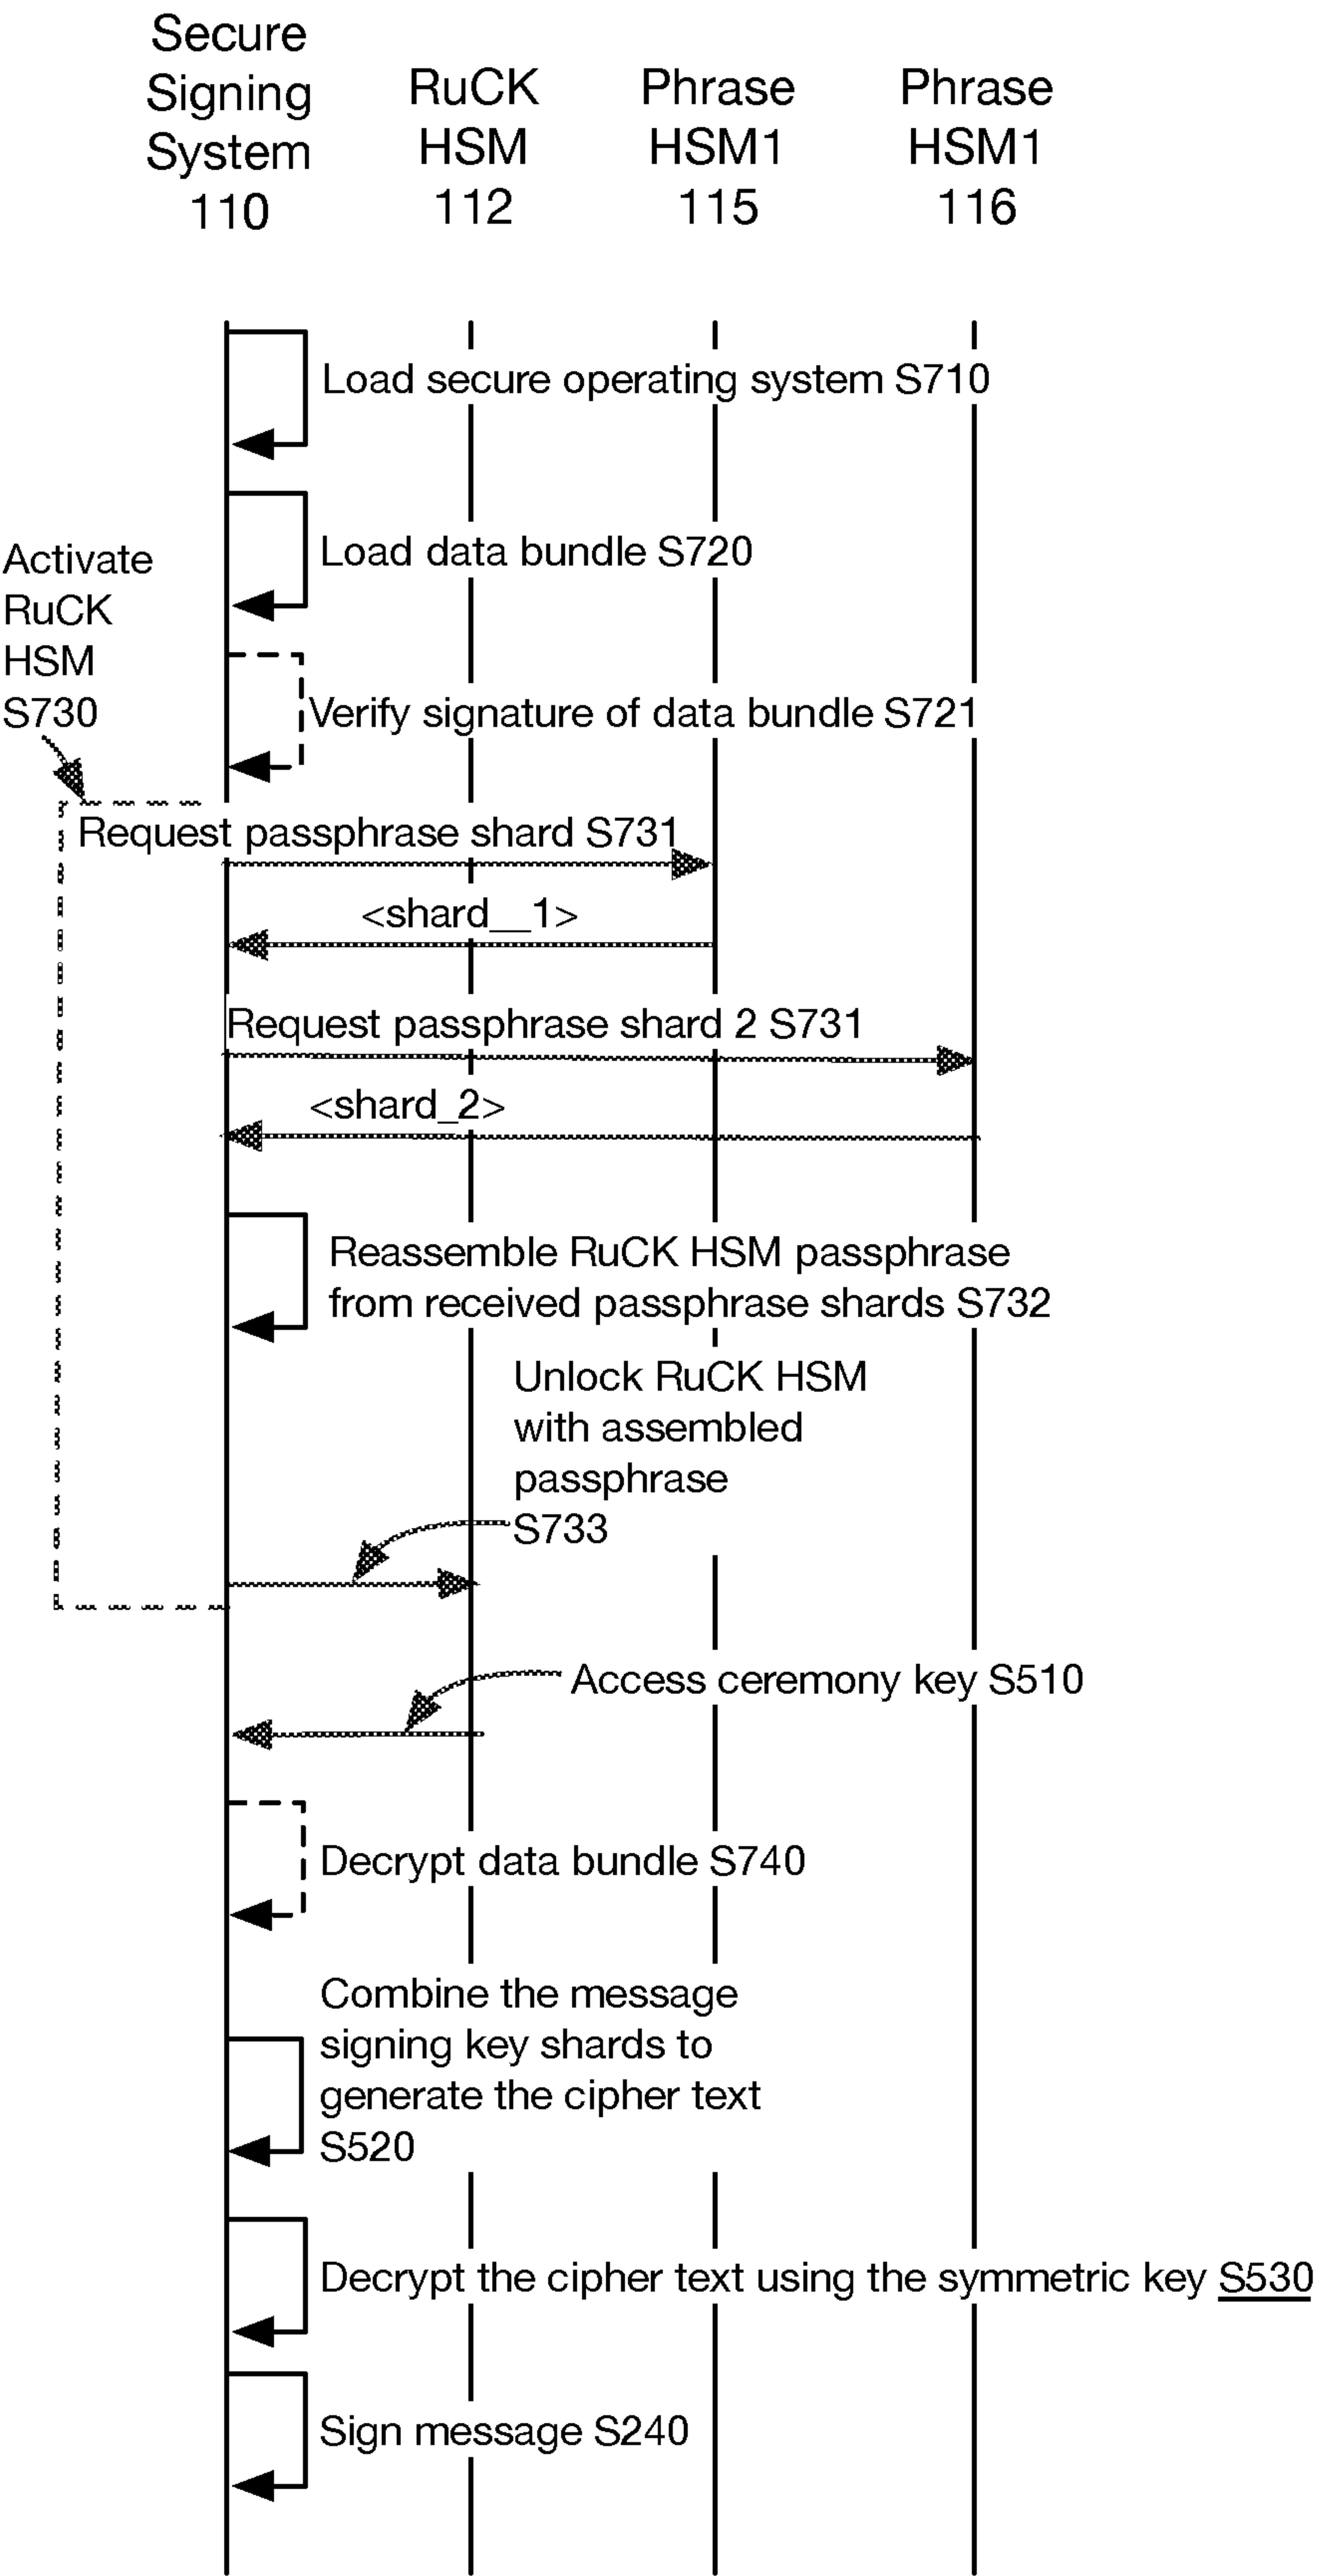 Secure
Signing
System
110
RuCK
HSM
112
Phrase
HSM1
115
Phrase
HSM1
116
Load secure operating system S710
Load data bundle S720
Activate
RuCK
HSM
S730
Verify signature of data bundle S721
Request passphrase shard S731
<shard__1>
Request passphrase shard 2 S731
<shard_2>
Reassemble RuCK HSM passphrase
from received passphrase shards S732
Unlock RuCK HSM
with assembled
passphrase
S733
Access ceremony key S510
Decrypt data bundle S740
Combine the message
signing key shards to
generate the cipher text
S520
Decrypt the cipher text using the symmetric key S530
Sign message S240